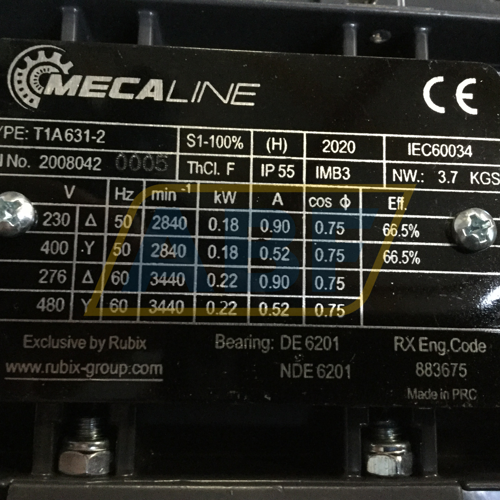 MECALINE CE
YPE: T1A631-2 S1-100% (H) 2020 IEC60034
No. 2008042 0005 ThCl. F IP 55 IMB3 NW.: 3.7 KGS
V Hz min⁻¹ kW A cos ϕ Eff.
230 Δ 50 2840 0.18 0.90 0.75 66.5%
400 Y 50 2840 0.18 0.52 0.75 66.5%
276 Δ 60 3440 0.22 0.90 0.75
480 Y 60 3440 0.22 0.52 0.75
Exclusive by Rubix Bearing: DE 6201 RX Eng.Code
www.rubix-group.com NDE 6201 883675
Made in PRC
ABF